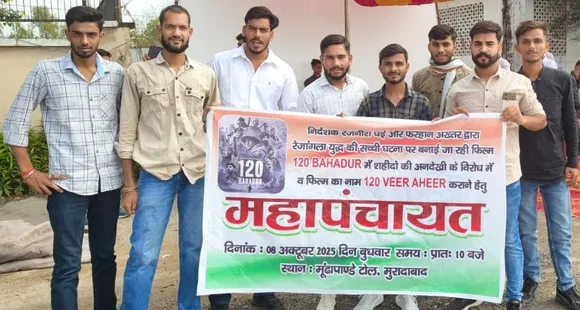 निर्देशक रजनीश घई और फरहान अख्तर द्वारा
रेजांगला युद्ध की सच्ची घटना पर बनाई जा रही फिल्म
120 BAHADUR में शहीदो की अनदेखी के विरोध में
व फिल्म का नाम 120 VEER AHEER कराने हेतु
120
BAHADUR
महापंचायत
दिनांक : 08 अक्टूबर 2025 दिन बुधवार समय : प्रातः 10 बजे
स्थान : मूंढापाण्डे टोल, मुरादाबाद